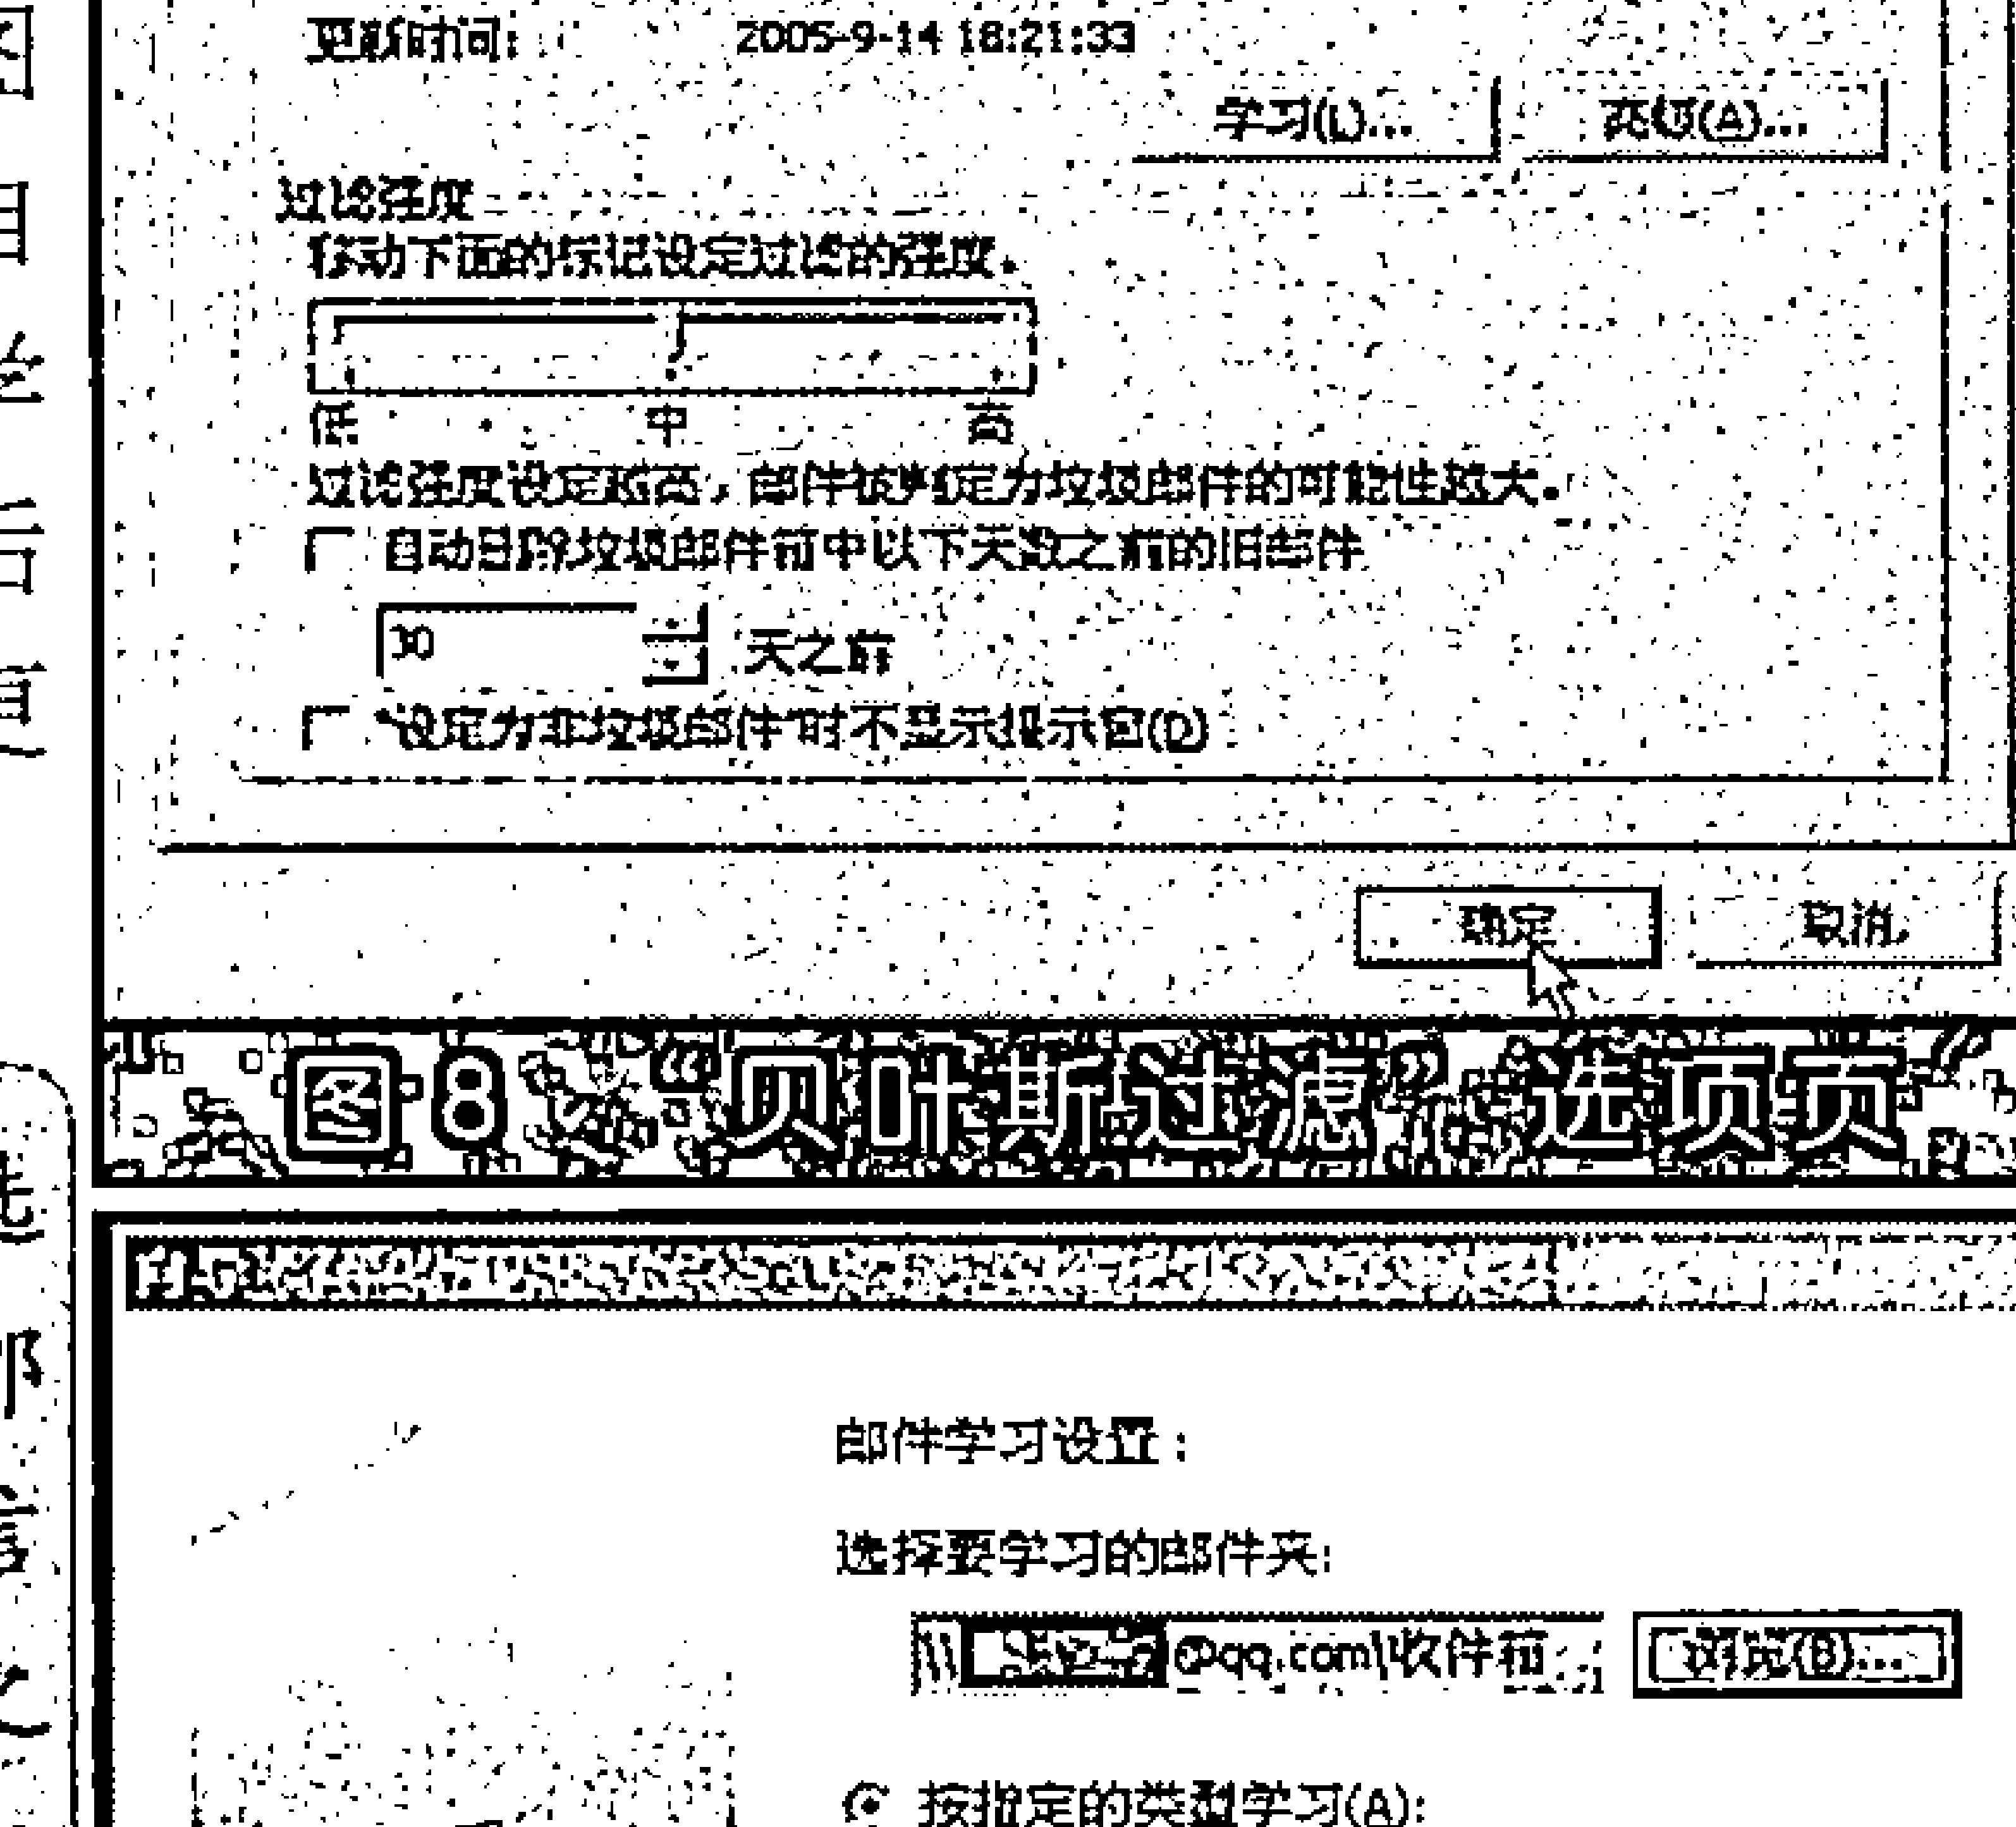 更新时间: 2005-9-14 18:21:33
学习(L)... 高级(A)...
过滤强度
移动下面的标记设定过滤的强度。
低 中 高
过滤强度设定越高，邮件被判定为垃圾邮件的可能性越大。
自动删除垃圾邮件箱中以下天数之前的旧邮件
30 天之前
“设定为非垃圾邮件”时不显示提示窗(D)
确定 取消
图 8 “贝叶斯过滤” 选项页
邮件学习设置：
选择要学习的邮件夹:
@qq.com\收件箱 浏览(B)...
按指定的类型学习(A):